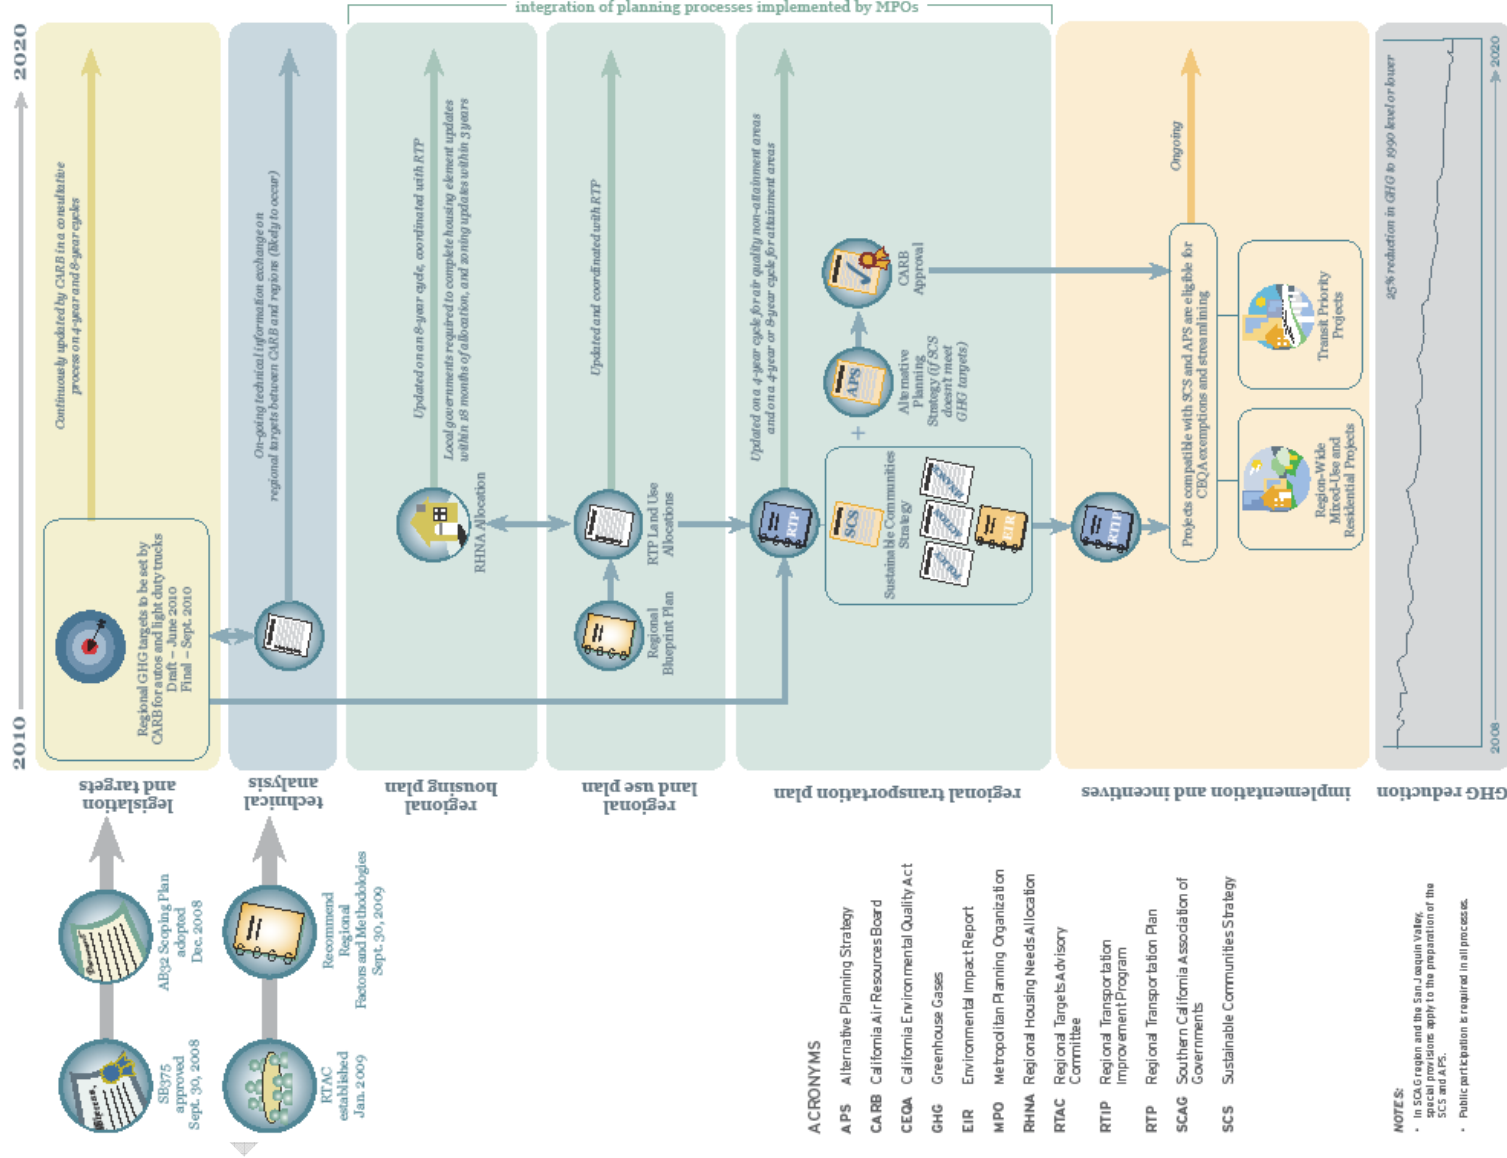 integration of planning processes implemented by MPOs
2010
2020
SB375
approved
Sept. 30, 2008
AB32 Scoping Plan
adopted
Dec. 2008
legislation
and targets
Regional GHG targets to be set by
CARB for autos and light duty trucks
Draft – June 2010
Final – Sept. 2010
Continuously updated by CARB in a consultative
process on 4-year and 8-year cycles
RTAC
established
Jan. 2009
Recommend
Regional
Factors and Methodologies
Sept. 30, 2009
technical
analysis
On-going technical information exchange on
regional targets between CARB and regions (likely to occur)
regional
housing plan
RHNA Allocation
Updated on an 8-year cycle, coordinated with RTP
Local governments required to complete housing element updates
within 18 months of allocation, and zoning updates within 3 years
regional
land use plan
Regional
Blueprint Plan
RTP Land Use
Allocations
Updated and coordinated with RTP
regional transportation plan
RTP
Updated on a 4-year cycle for air quality non-attainment areas
and on a 4-year or 8-year cycle for attainment areas
SCS
Sustainable Communities
Strategy
POLICY
ACTION
FINANCE
EIR
+
APS
Alternative
Planning
Strategy (if SCS
doesn't meet
GHG targets)
CARB
Approval
implementation and incentives
RTIP
Projects compatible with SCS and APS are eligible for
CEQA exemptions and streamlining
Ongoing
Region-Wide
Mixed-Use and
Residential Projects
Transit Priority
Projects
GHG reduction
25% reduction in GHG to 1990 level or lower
2008
2020
ACRONYMS
APS Alternative Planning Strategy
CARB California Air Resources Board
CEQA California Environmental Quality Act
GHG Greenhouse Gases
EIR Environmental Impact Report
MPO Metropolitan Planning Organization
RHNA Regional Housing Needs Allocation
RTAC Regional Targets Advisory
Committee
RTIP Regional Transportation
Improvement Program
RTP Regional Transportation Plan
SCAG Southern California Association of
Governments
SCS Sustainable Communities Strategy
NOTES:
• In SCAG region and the San Joaquin Valley,
special provisions apply to the preparation of the
SCS and APS.
• Public participation is required in all processes.